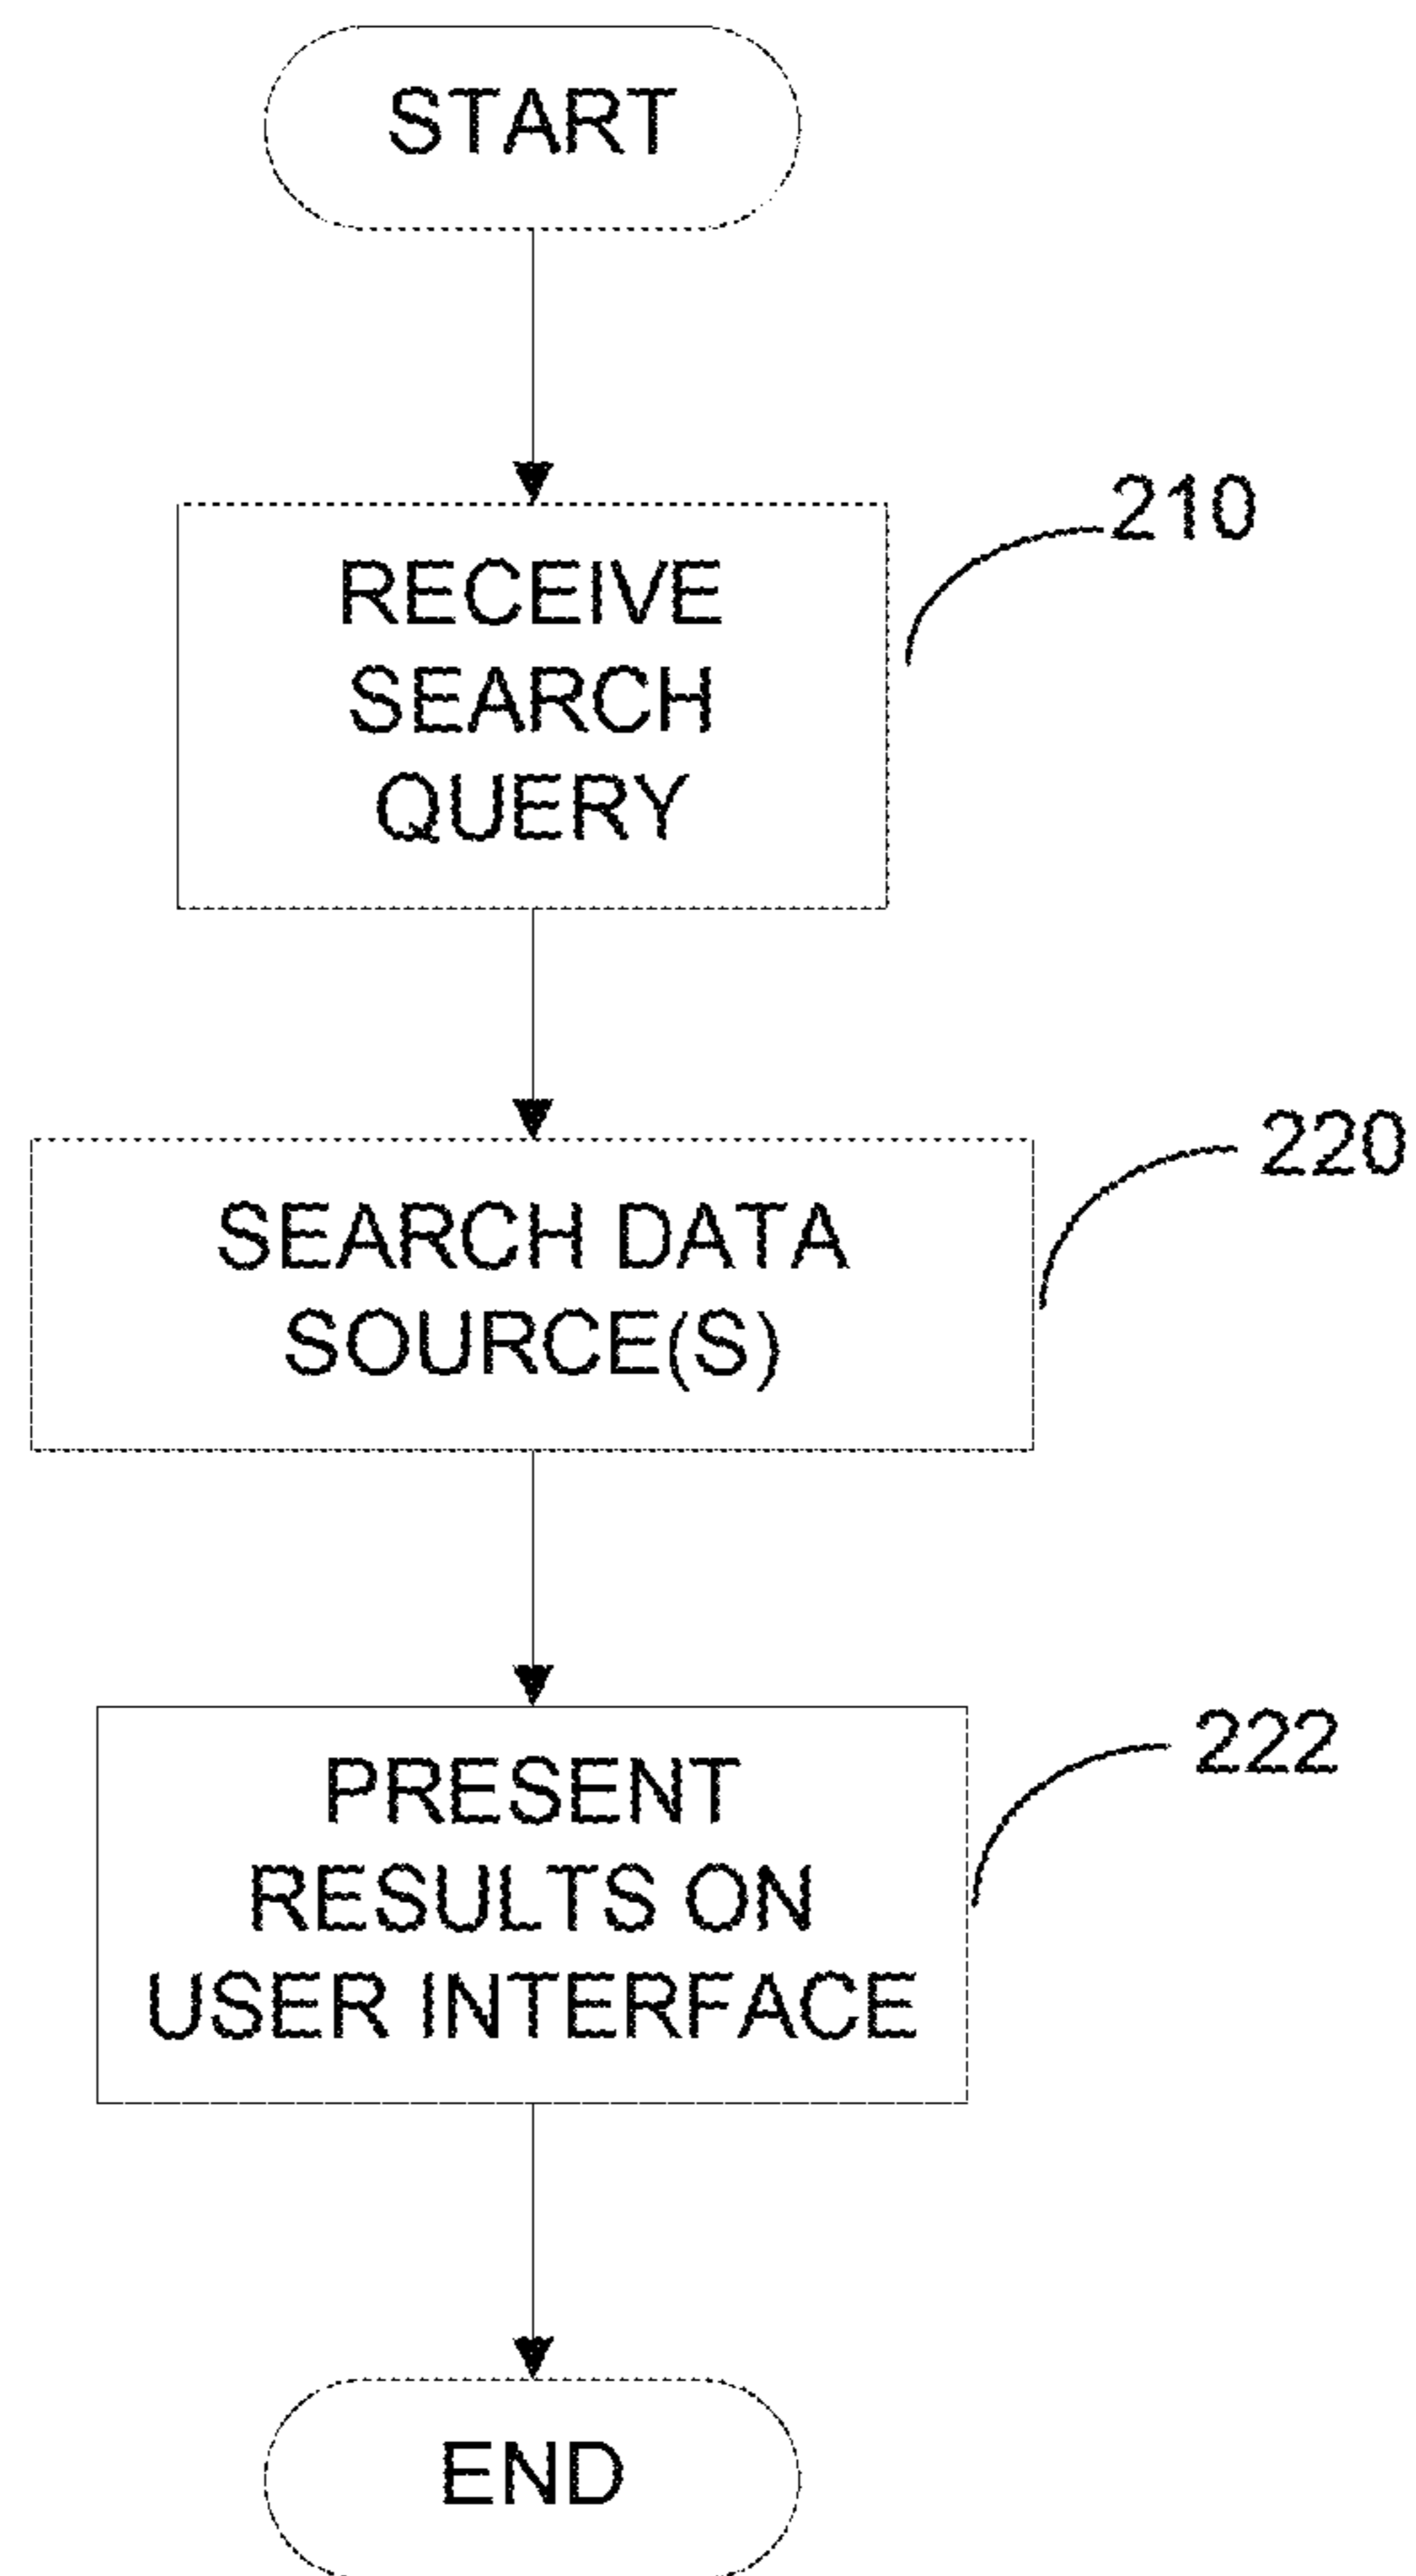 START
210
RECEIVE
SEARCH
QUERY
220
SEARCH DATA
SOURCE(S)
222
PRESENT
RESULTS ON
USER INTERFACE
END